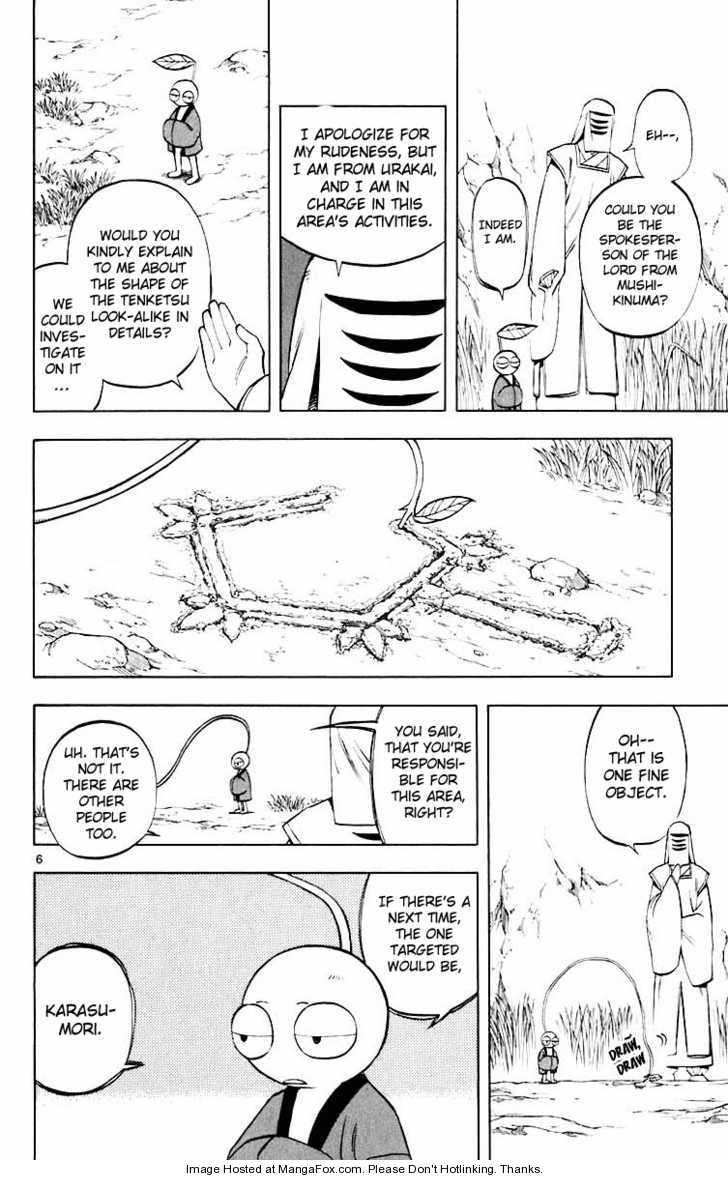 EH--,
COULD YOU
BE THE
SPOKESPER-
SON OF THE
LORD FROM
MUSHI-
KINUMA?
INDEED
I AM.
I APOLOGIZE FOR
MY RUDENESS, BUT
I AM FROM URAKAI,
AND I AM IN
CHARGE IN THIS
AREA'S ACTIVITIES.
WOULD YOU
KINDLY EXPLAIN
TO ME ABOUT
THE SHAPE OF
THE TENKETSU
LOOK-ALIKE IN
DETAILS?
WE
COULD
INVES-
TIGATE
ON IT
...
OH--
THAT IS
ONE FINE
OBJECT.
DRAW,
DRAW
YOU SAID,
THAT YOU'RE
RESPONSI-
BLE FOR
THIS AREA,
RIGHT?
UH. THAT'S
NOT IT.
THERE ARE
OTHER
PEOPLE
TOO.
6
IF THERE'S A
NEXT TIME,
THE ONE
TARGETED
WOULD BE,
KARASU-
MORI.
Image Hosted at MangaFox.com. Please Don't Hotlinking. Thanks.